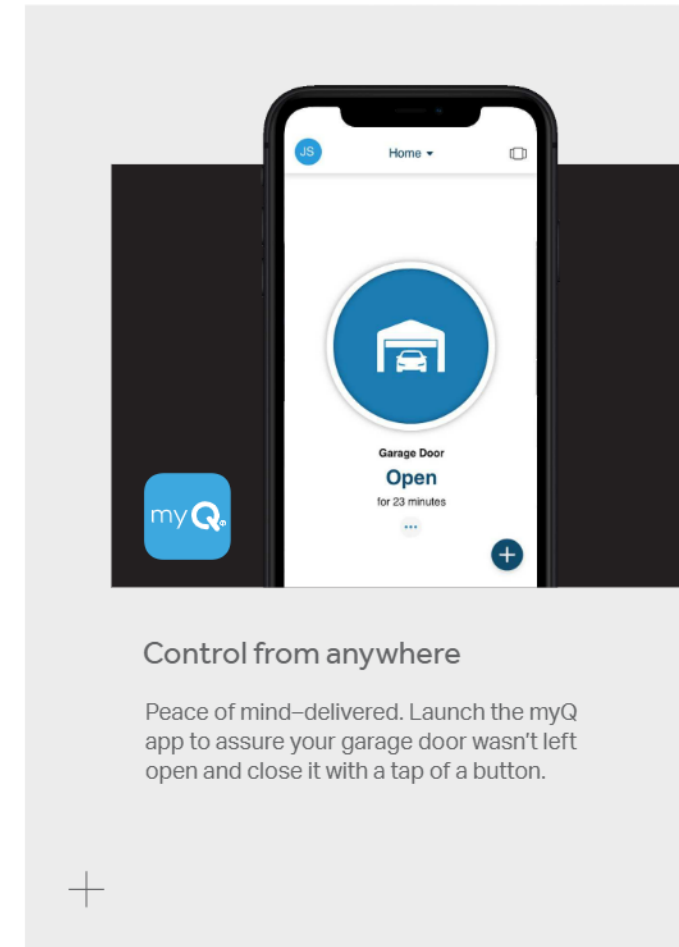 JS
Home
Garage Door
Open
for 23 minutes
myQ
Control from anywhere
Peace of mind–delivered. Launch the myQ
app to assure your garage door wasn't left
open and close it with a tap of a button.